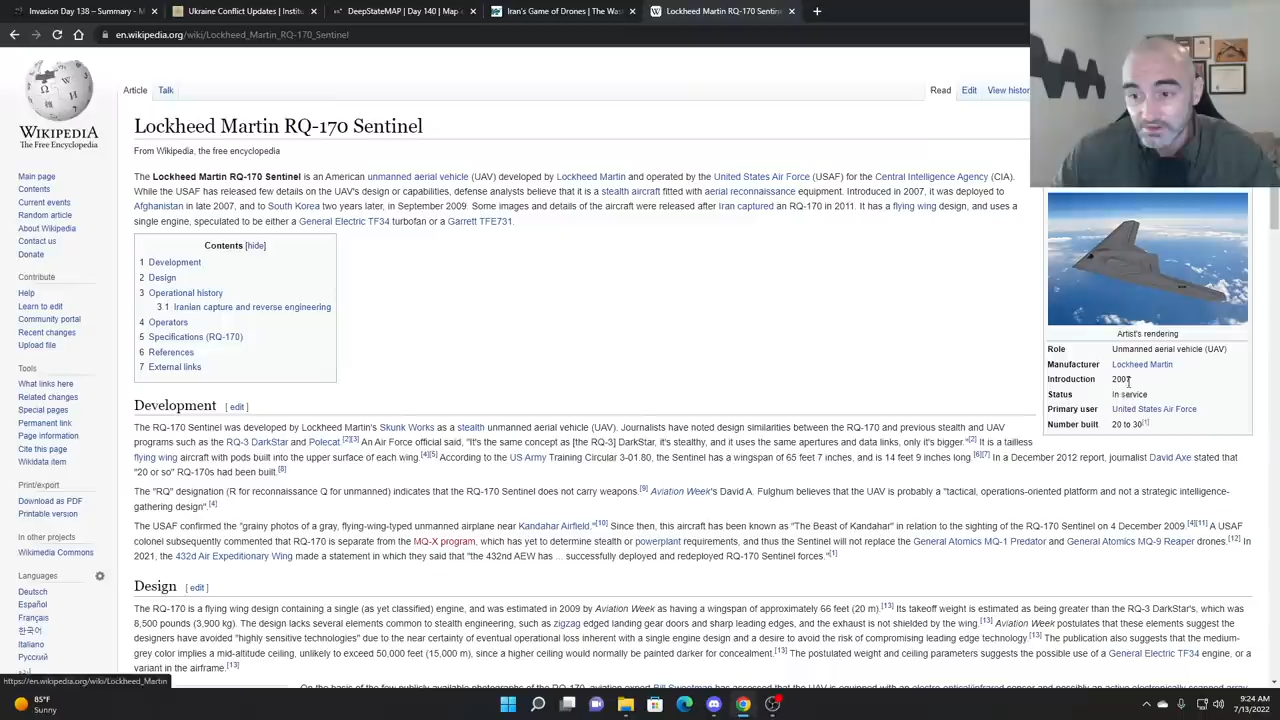 Invasion Day 138 – Summary - M
Ukraine Conflict Updates | Instit
DeepStateMAP | Day 140 | Map
Iran's Game of Drones | The Was
Lockheed Martin RQ-170 Sentinel
en.wikipedia.org/wiki/Lockheed_Martin_RQ-170_Sentinel
WIKIPEDIA
The Free Encyclopedia
Main page
Contents
Current events
Random article
About Wikipedia
Contact us
Donate
Contribute
Help
Learn to edit
Community portal
Recent changes
Upload file
Tools
What links here
Related changes
Special pages
Permanent link
Page information
Cite this page
Wikidata item
Print/export
Download as PDF
Printable version
In other projects
Wikimedia Commons
Languages
Deutsch
Español
Français
한국어
Italiano
Русский
Article Talk Read Edit View histor
Lockheed Martin RQ-170 Sentinel
From Wikipedia, the free encyclopedia
The Lockheed Martin RQ-170 Sentinel is an American unmanned aerial vehicle (UAV) developed by Lockheed Martin and operated by the United States Air Force (USAF) for the Central Intelligence Agency (CIA).
While the USAF has released few details on the UAV's design or capabilities, defense analysts believe that it is a stealth aircraft fitted with aerial reconnaissance equipment. Introduced in 2007, it was deployed to
Afghanistan in late 2007, and to South Korea two years later, in September 2009. Some images and details of the aircraft were released after Iran captured an RQ-170 in 2011. It has a flying wing design, and uses a
single engine, speculated to be either a General Electric TF34 turbofan or a Garrett TFE731.
Contents [hide]
1 Development
2 Design
3 Operational history
3.1 Iranian capture and reverse engineering
4 Operators
5 Specifications (RQ-170)
6 References
7 External links
Artist's rendering
Role Unmanned aerial vehicle (UAV)
Manufacturer Lockheed Martin
Introduction 2007
Status In service
Primary user United States Air Force
Number built 20 to 30[1]
Development [ edit ]
The RQ-170 Sentinel was developed by Lockheed Martin's Skunk Works as a stealth unmanned aerial vehicle (UAV). Journalists have noted design similarities between the RQ-170 and previous stealth and UAV
programs such as the RQ-3 DarkStar and Polecat.[2][3] An Air Force official said, "It's the same concept as [the RQ-3] DarkStar, it's stealthy, and it uses the same apertures and data links, only it's bigger."[2] It is a tailless
flying wing aircraft with pods built into the upper surface of each wing.[4][5] According to the US Army Training Circular 3-01.80, the Sentinel has a wingspan of 65 feet 7 inches, and is 14 feet 9 inches long.[6][7] In a December 2012 report, journalist David Axe stated that
"20 or so" RQ-170s had been built.[8]
The "RQ" designation (R for reconnaissance Q for unmanned) indicates that the RQ-170 Sentinel does not carry weapons.[9] Aviation Week's David A. Fulghum believes that the UAV is probably a "tactical, operations-oriented platform and not a strategic intelligence-
gathering design".[4]
The USAF confirmed the "grainy photos of a gray, flying-wing-typed unmanned airplane near Kandahar Airfield."[10] Since then, this aircraft has been known as "The Beast of Kandahar" in relation to the sighting of the RQ-170 Sentinel on 4 December 2009.[4][11] A USAF
colonel subsequently commented that RQ-170 is separate from the MQ-X program, which has yet to determine stealth or powerplant requirements, and thus the Sentinel will not replace the General Atomics MQ-1 Predator and General Atomics MQ-9 Reaper drones.[12] In
2021, the 432d Air Expeditionary Wing made a statement in which they said that "the 432nd AEW has ... successfully deployed and redeployed RQ-170 Sentinel forces."[1]
Design [ edit ]
The RQ-170 is a flying wing design containing a single (as yet classified) engine, and was estimated in 2009 by Aviation Week as having a wingspan of approximately 66 feet (20 m).[13] Its takeoff weight is estimated as being greater than the RQ-3 DarkStar's, which was
8,500 pounds (3,900 kg). The design lacks several elements common to stealth engineering, such as zigzag edged landing gear doors and sharp leading edges, and the exhaust is not shielded by the wing.[13] Aviation Week postulates that these elements suggest the
designers have avoided "highly sensitive technologies" due to the near certainty of eventual operational loss inherent with a single engine design and a desire to avoid the risk of compromising leading edge technology.[13] The publication also suggests that the medium-
grey color implies a mid-altitude ceiling, unlikely to exceed 50,000 feet (15,000 m), since a higher ceiling would normally be painted darker for concealment.[13] The postulated weight and ceiling parameters suggests the possible use of a General Electric TF34 engine, or a
variant in the airframe.[13]
https://en.wikipedia.org/wiki/Lockheed_Martin
85°F
Sunny
9:24 AM
7/13/2022